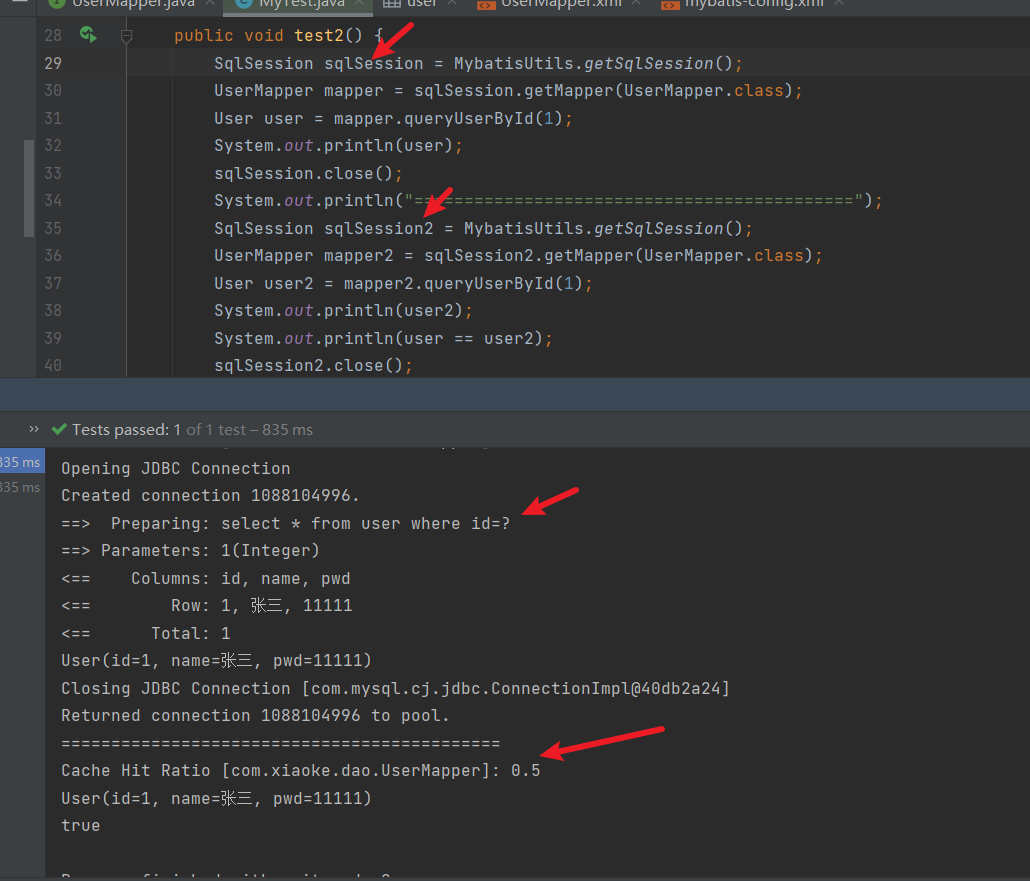 UserMapper.java MyTest.java user UserMapper.xml mybatis-config.xml
28 public void test2() {
29 SqlSession sqlSession = MybatisUtils.getSqlSession();
30 UserMapper mapper = sqlSession.getMapper(UserMapper.class);
31 User user = mapper.queryUserById(1);
32 System.out.println(user);
33 sqlSession.close();
34 System.out.println("============================================");
35 SqlSession sqlSession2 = MybatisUtils.getSqlSession();
36 UserMapper mapper2 = sqlSession2.getMapper(UserMapper.class);
37 User user2 = mapper2.queryUserById(1);
38 System.out.println(user2);
39 System.out.println(user == user2);
40 sqlSession2.close();
>> Tests passed: 1 of 1 test – 835 ms
835 ms
835 ms
Opening JDBC Connection
Created connection 1088104996.
==>  Preparing: select * from user where id=?
==> Parameters: 1(Integer)
<==    Columns: id, name, pwd
<==        Row: 1, 张三, 11111
<==      Total: 1
User(id=1, name=张三, pwd=11111)
Closing JDBC Connection [com.mysql.cj.jdbc.ConnectionImpl@40db2a24]
Returned connection 1088104996 to pool.
============================================
Cache Hit Ratio [com.xiaoke.dao.UserMapper]: 0.5
User(id=1, name=张三, pwd=11111)
true